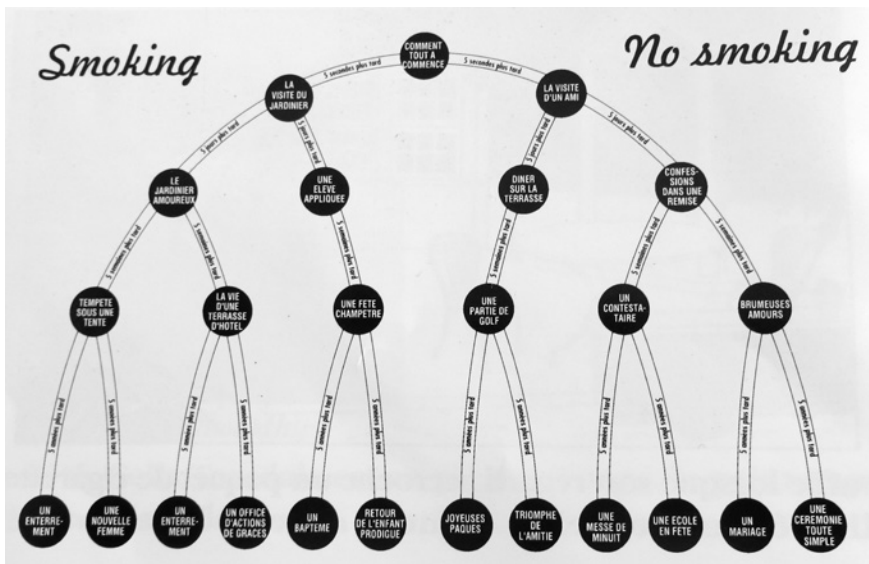 Smoking
No smoking
COMMENT
TOUT A
COMMENCE
5 secondes plus tard
5 secondes plus tard
LA
VISITE DU
JARDINIER
LA VISITE
D'UN AMI
5 jours plus tard
5 jours plus tard
5 jours plus tard
5 jours plus tard
LE
JARDINIER
AMOUREUX
UNE
ELEVE
APPLIQUEE
DINER
SUR LA
TERRASSE
CONFES-
SIONS
DANS UNE
REMISE
5 semaines plus tard
5 semaines plus tard
5 semaines plus tard
5 semaines plus tard
5 semaines plus tard
5 semaines plus tard
TEMPETE
SOUS UNE
TENTE
LA VIE
D'UNE
TERRASSE
D'HOTEL
UNE FETE
CHAMPETRE
UNE
PARTIE DE
GOLF
UN
CONTESTA-
TAIRE
BRUMEUSES
AMOURS
5 années plus tard
5 années plus tard
5 années plus tard
5 années plus tard
5 années plus tard
5 années plus tard
5 années plus tard
5 années plus tard
5 années plus tard
5 années plus tard
5 années plus tard
5 années plus tard
UN
ENTERRE-
MENT
UNE
NOUVELLE
FEMME
UN
ENTERRE-
MENT
UN OFFICE
D'ACTIONS
DE GRACES
UN
BAPTEME
RETOUR
DE L'ENFANT
PRODIGUE
JOYEUSES
PAQUES
TRIOMPHE
DE
L'AMITIE
UNE
MESSE DE
MINUIT
UNE ECOLE
EN FETE
UN
MARIAGE
UNE
CEREMONIE
TOUTE
SIMPLE